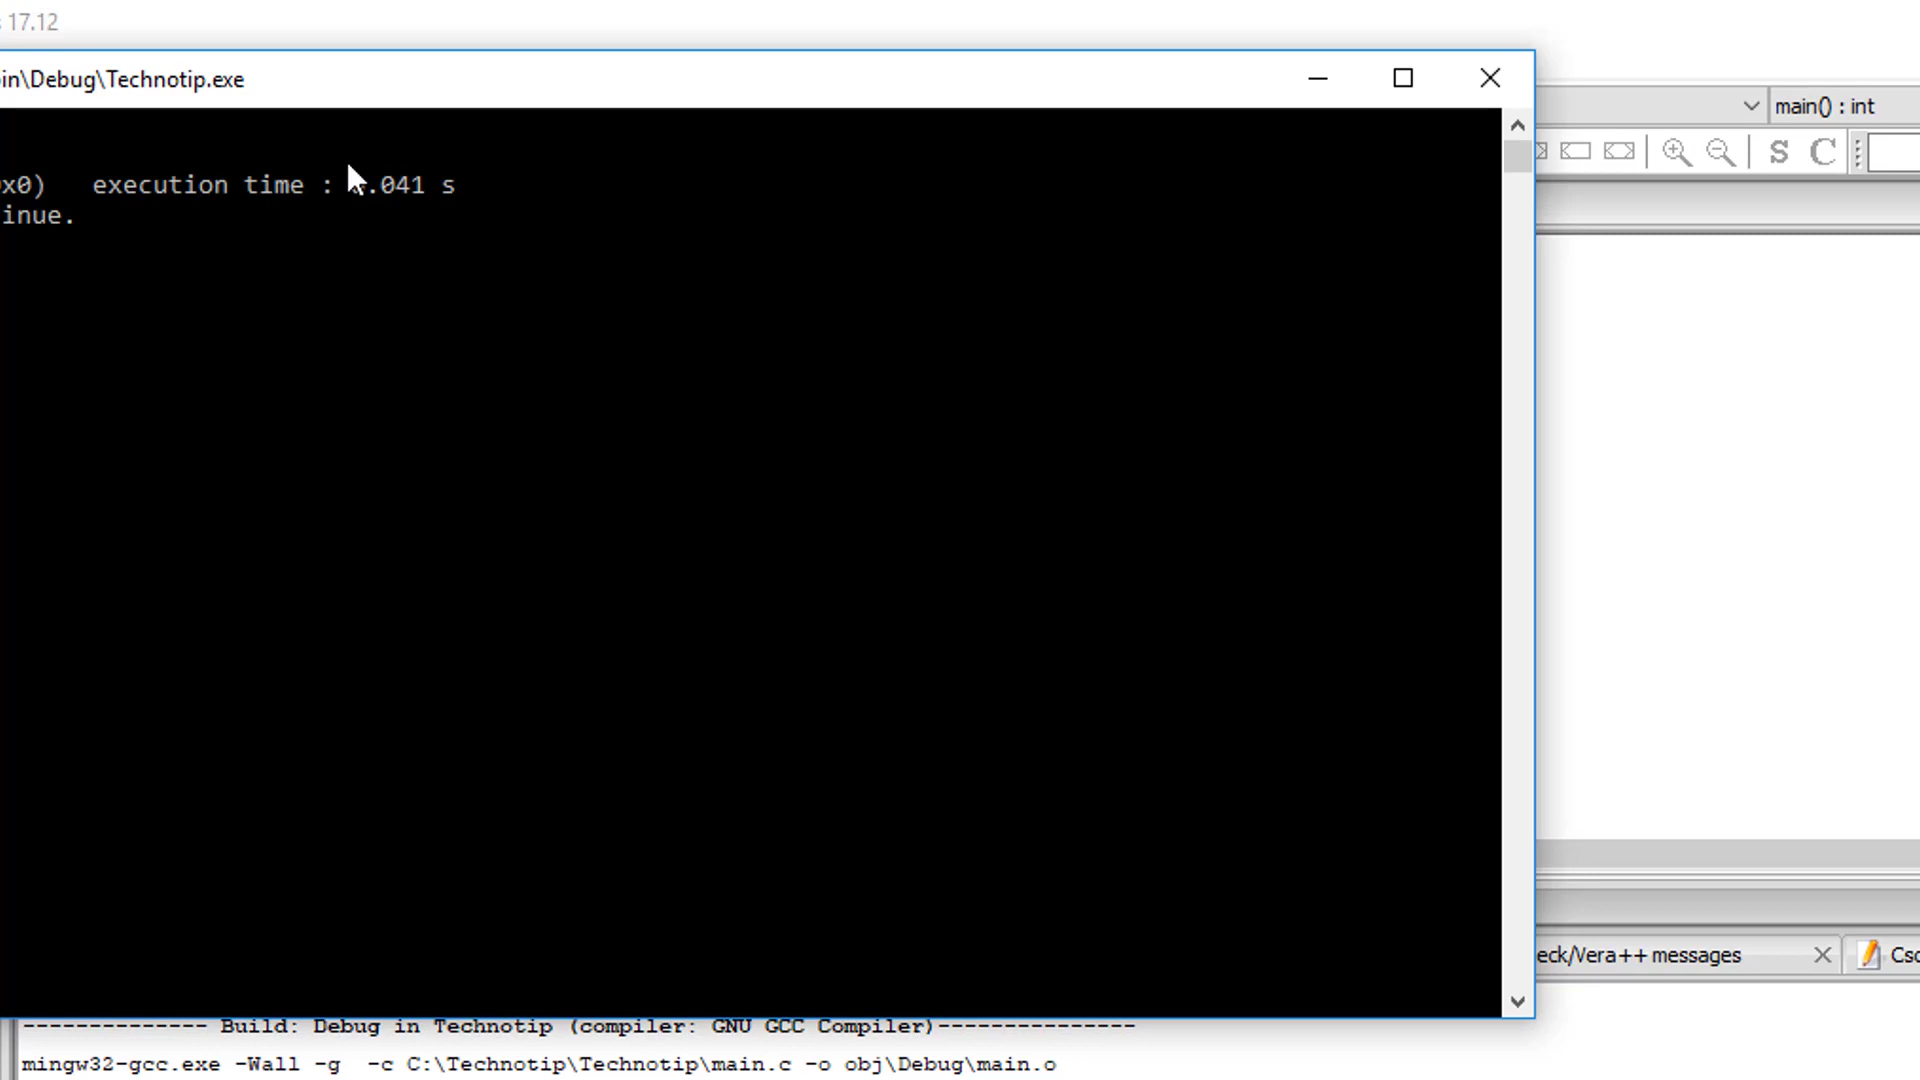 17.12
in\Debug\Technotip.exe
main() : int
x0) execution time : .041 s
inue.
S C
eck/Vera++ messages
Csc
-------------- Build: Debug in Technotip (compiler: GNU GCC Compiler)---------------
mingw32-gcc.exe -Wall -g -c C:\Technotip\Technotip\main.c -o obj\Debug\main.o